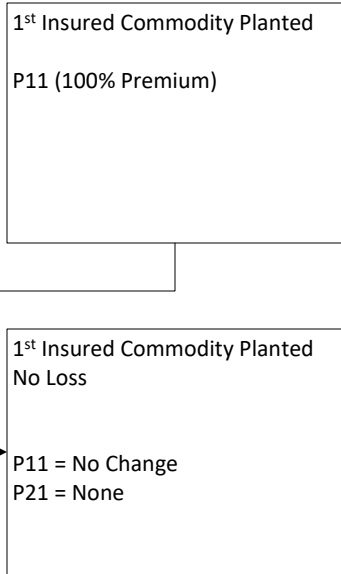 1st Insured Commodity Planted
P11 (100% Premium)
1st Insured Commodity Planted
No Loss
P11 = No Change
P21 = None